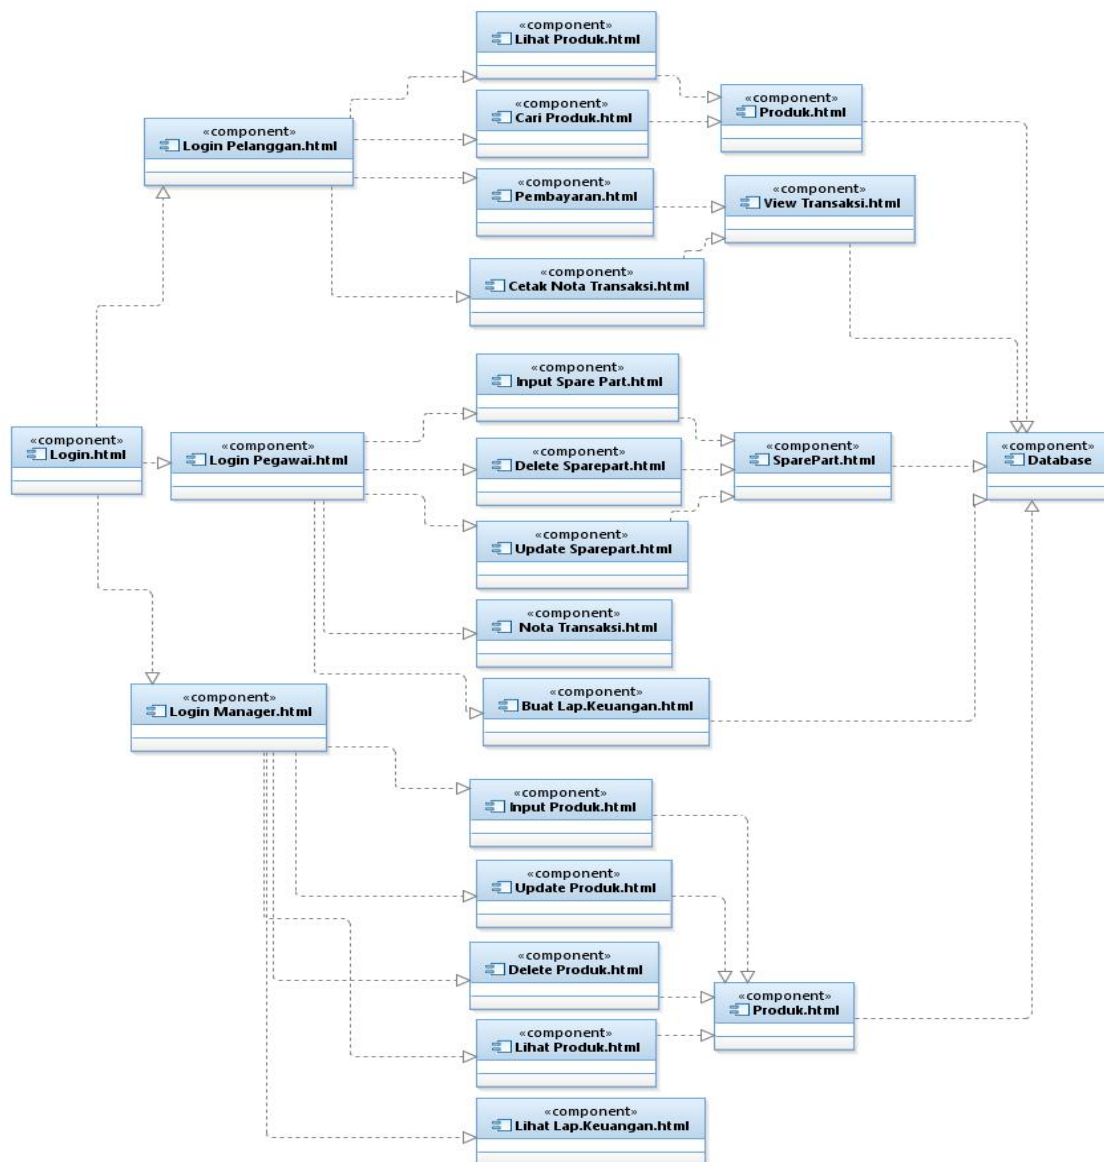 «component»
Lihat Produk.html
«component»
Cari Produk.html
«component»
Produk.html
«component»
Login Pelanggan.html
«component»
Pembayaran.html
«component»
View Transaksi.html
«component»
Cetak Nota Transaksi.html
«component»
Input Spare Part.html
«component»
Login.html
«component»
Login Pegawai.html
«component»
Delete Sparepart.html
«component»
SparePart.html
«component»
Database
«component»
Update Sparepart.html
«component»
Nota Transaksi.html
«component»
Login Manager.html
«component»
Buat Lap.Keuangan.html
«component»
Input Produk.html
«component»
Update Produk.html
«component»
Delete Produk.html
«component»
Produk.html
«component»
Lihat Produk.html
«component»
Lihat Lap.Keuangan.html